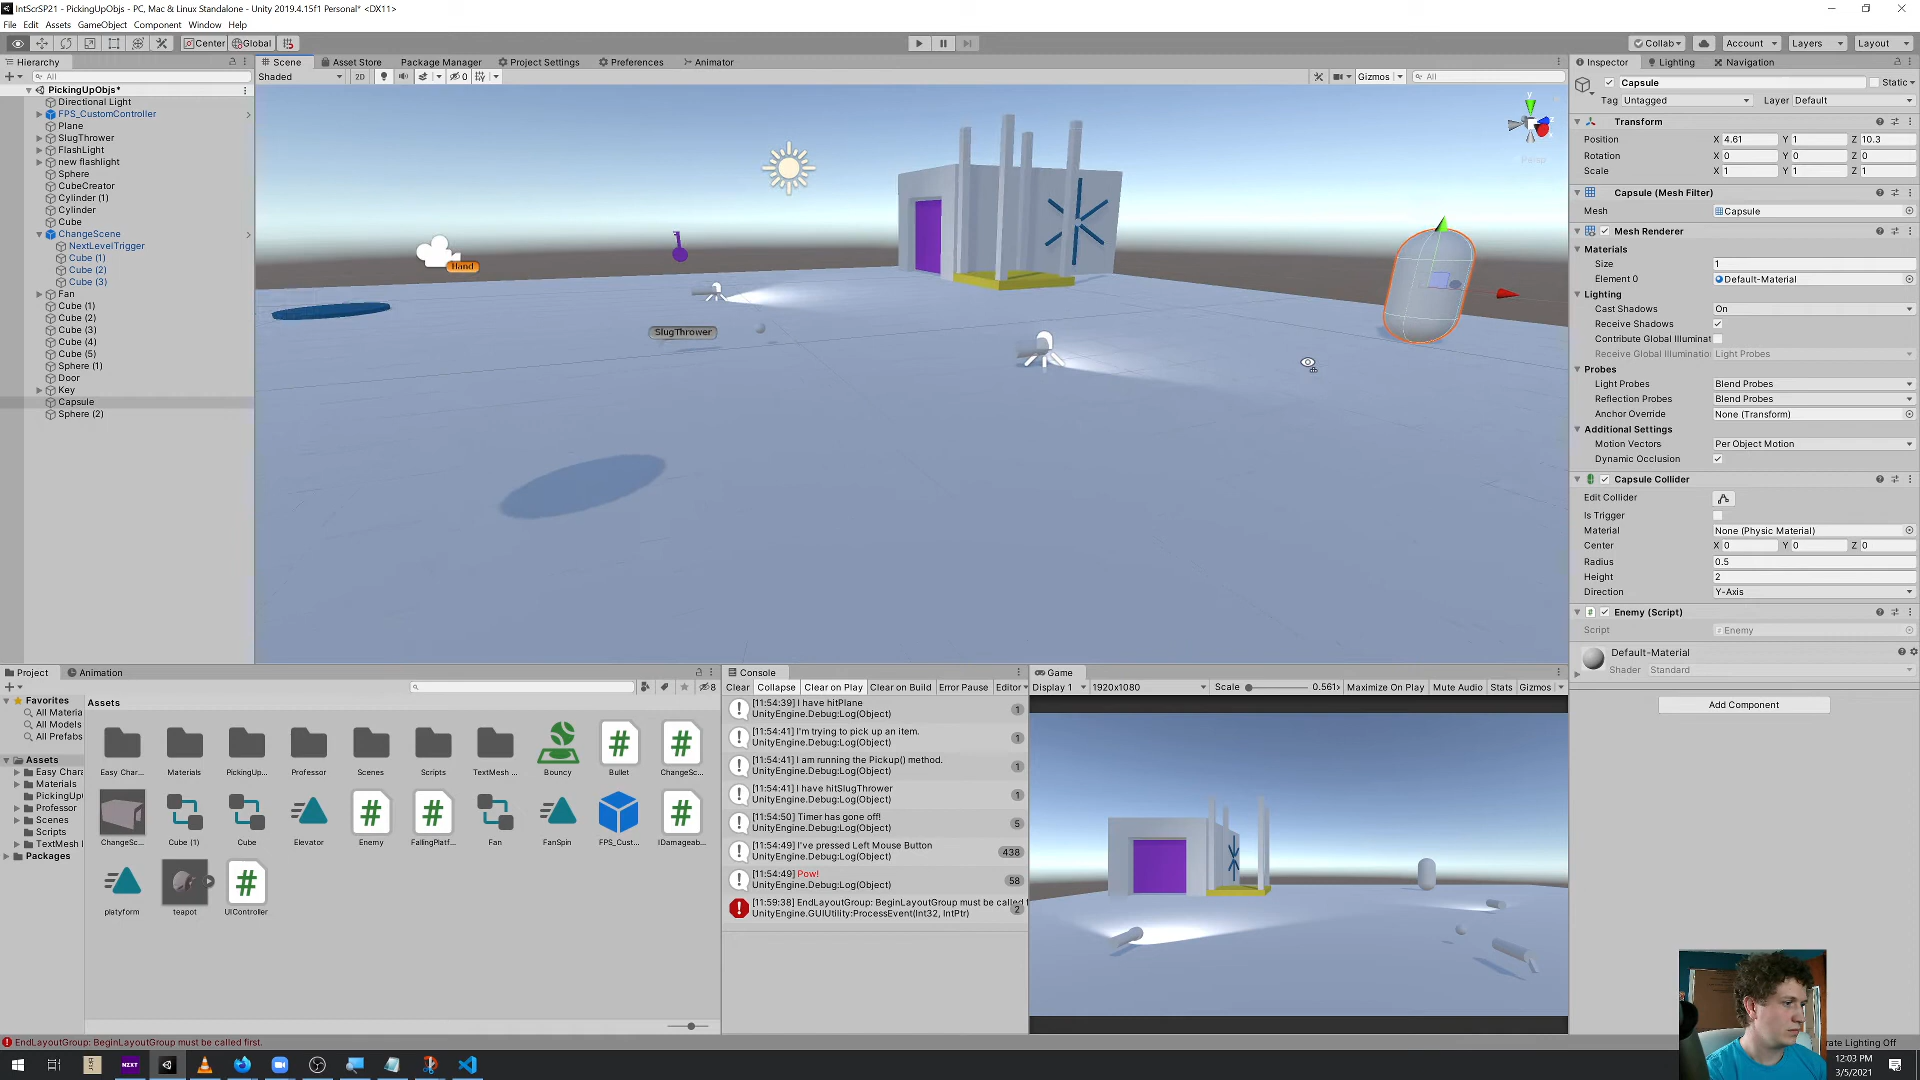 IntScrSP21 - PickingUpObjs - PC, Mac & Linux Standalone - Unity 2019.4.15f1 Personal* <DX11>
File Edit Assets GameObject Component Window Help
Center Global
Collab Account Layers Layout
Hierarchy
All
PickingUpObjs*
Directional Light
FPS_CustomController
Plane
SlugThrower
FlashLight
new flashlight
Sphere
CubeCreator
Cylinder (1)
Cylinder
Cube
ChangeScene
NextLevelTrigger
Cube (1)
Cube (2)
Cube (3)
Fan
Cube (1)
Cube (2)
Cube (3)
Cube (4)
Cube (5)
Sphere (1)
Door
Key
Capsule
Sphere (2)
Scene Asset Store Package Manager Project Settings Preferences Animator
Shaded 2D 0 Gizmos All
y
Persp
Hand
SlugThrower
Inspector Lighting Navigation
Capsule Static
Tag Untagged Layer Default
Transform
Position X 4.61 Y 1 Z 10.3
Rotation X 0 Y 0 Z 0
Scale X 1 Y 1 Z 1
Capsule (Mesh Filter)
Mesh Capsule
Mesh Renderer
Materials
Size 1
Element 0 Default-Material
Lighting
Cast Shadows On
Receive Shadows
Contribute Global Illuminat
Receive Global Illuminatio Light Probes
Probes
Light Probes Blend Probes
Reflection Probes Blend Probes
Anchor Override None (Transform)
Additional Settings
Motion Vectors Per Object Motion
Dynamic Occlusion
Capsule Collider
Edit Collider
Is Trigger
Material None (Physic Material)
Center X 0 Y 0 Z 0
Radius 0.5
Height 2
Direction Y-Axis
Enemy (Script)
Script Enemy
Default-Material
Shader Standard
Add Component
Project Animation
8
Favorites
All Materia
All Models
All Prefabs
Assets
Easy Chara
Materials
PickingUp
Professor
Scenes
Scripts
TextMesh
Packages
Assets
Easy Char... Materials PickingUp... Professor Scenes Scripts TextMesh ... Bouncy Bullet ChangeSc...
ChangeSc... Cube (1) Cube Elevator Enemy FallingPlatf... Fan FanSpin FPS_Cust... IDamageab...
platyform teapot UIController
Console
Clear Collapse Clear on Play Clear on Build Error Pause Editor
[11:54:39] I have hitPlane
UnityEngine.Debug:Log(Object)
1
[11:54:41] I'm trying to pick up an item.
UnityEngine.Debug:Log(Object)
1
[11:54:41] I am running the Pickup() method.
UnityEngine.Debug:Log(Object)
1
[11:54:41] I have hitSlugThrower
UnityEngine.Debug:Log(Object)
1
[11:54:50] Timer has gone off!
UnityEngine.Debug:Log(Object)
5
[11:54:49] I've pressed Left Mouse Button
UnityEngine.Debug:Log(Object)
438
[11:54:49] Pow!
UnityEngine.Debug:Log(Object)
58
[11:59:38] EndLayoutGroup: BeginLayoutGroup must be called f
UnityEngine.GUIUtility:ProcessEvent(Int32, IntPtr)
2
Game
Display 1 1920x1080 Scale 0.561 Maximize On Play Mute Audio Stats Gizmos
EndLayoutGroup: BeginLayoutGroup must be called first.
rate Lighting Off
NZXT
12:03 PM
3/5/2021